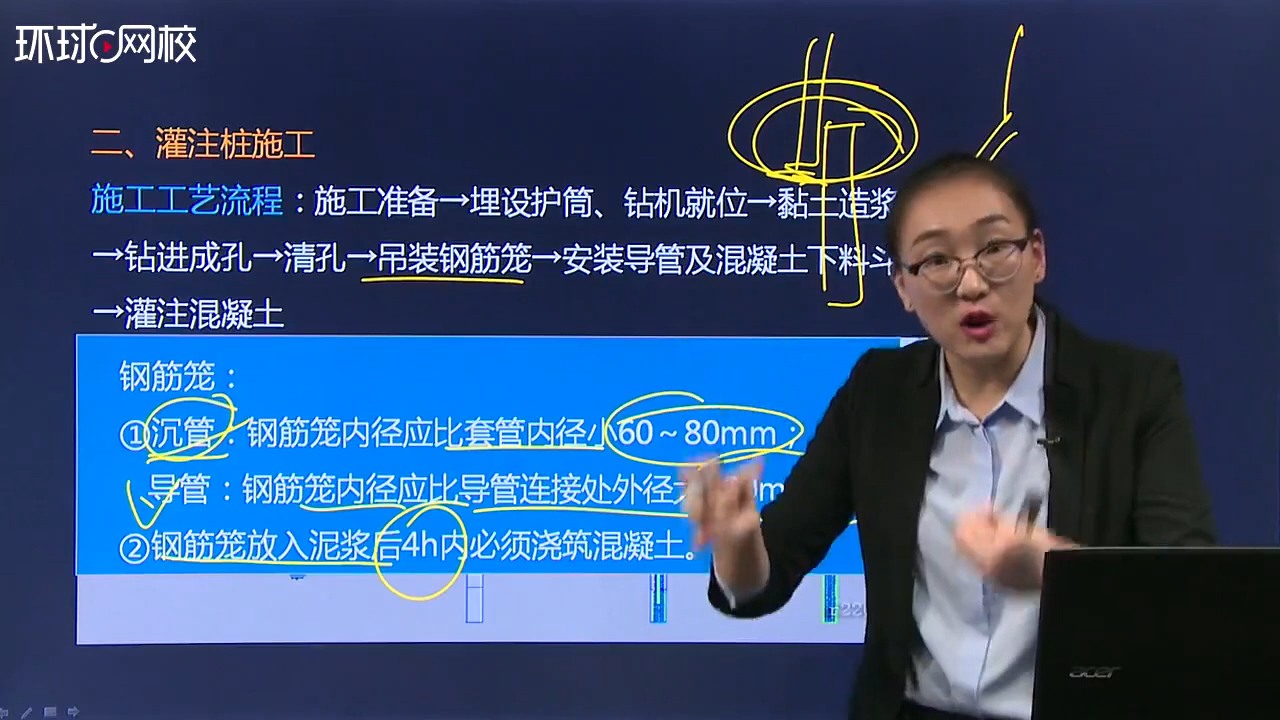 环球网校
二、灌注桩施工
施工工艺流程：施工准备→埋设护筒、钻机就位→黏土造浆
→钻进成孔→清孔→吊装钢筋笼→安装导管及混凝土下料斗
→灌注混凝土
钢筋笼：
①沉管：钢筋笼内径应比套管内径小60～80mm；
导管：钢筋笼内径应比导管连接处外径大
②钢筋笼放入泥浆后4h内必须浇筑混凝土。
acer